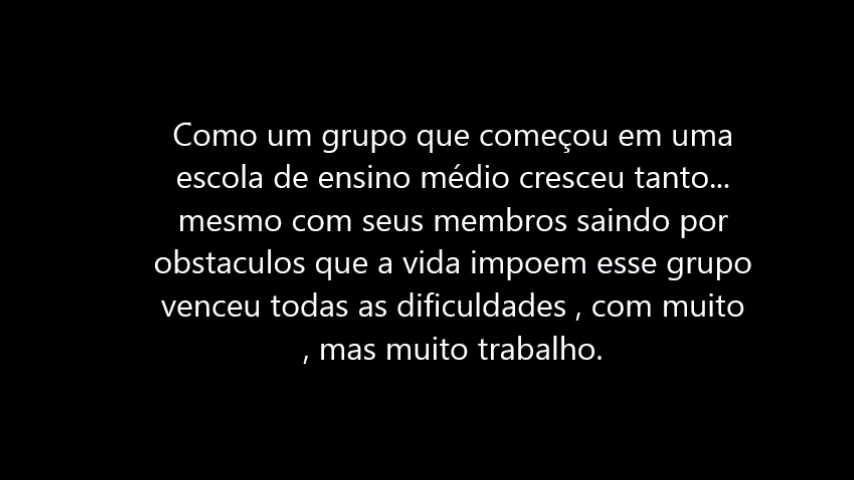 Como um grupo que começou em uma
escola de ensino médio cresceu tanto...
mesmo com seus membros saindo por
obstaculos que a vida impoem esse grupo
venceu todas as dificuldades , com muito
, mas muito trabalho.